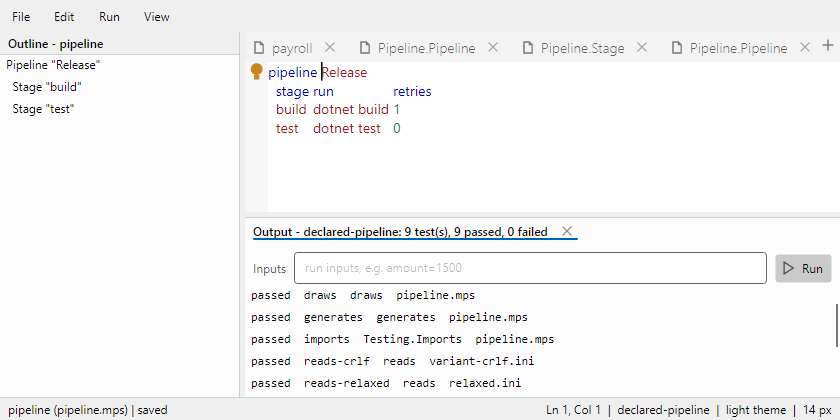 File Edit Run View
Outline - pipeline
Pipeline "Release"
Stage "build"
Stage "test"
payroll Pipeline.Pipeline Pipeline.Stage Pipeline.Pipeline
pipeline Release
stage run retries
build dotnet build 1
test dotnet test 0
Output - declared-pipeline: 9 test(s), 9 passed, 0 failed
Inputs run inputs, e.g. amount=1500 Run
passed draws draws pipeline.mps
passed generates generates pipeline.mps
passed imports Testing.Imports pipeline.mps
passed reads-crlf reads variant-crlf.ini
passed reads-relaxed reads relaxed.ini
pipeline (pipeline.mps) | saved Ln 1, Col 1 | declared-pipeline | light theme | 14 px